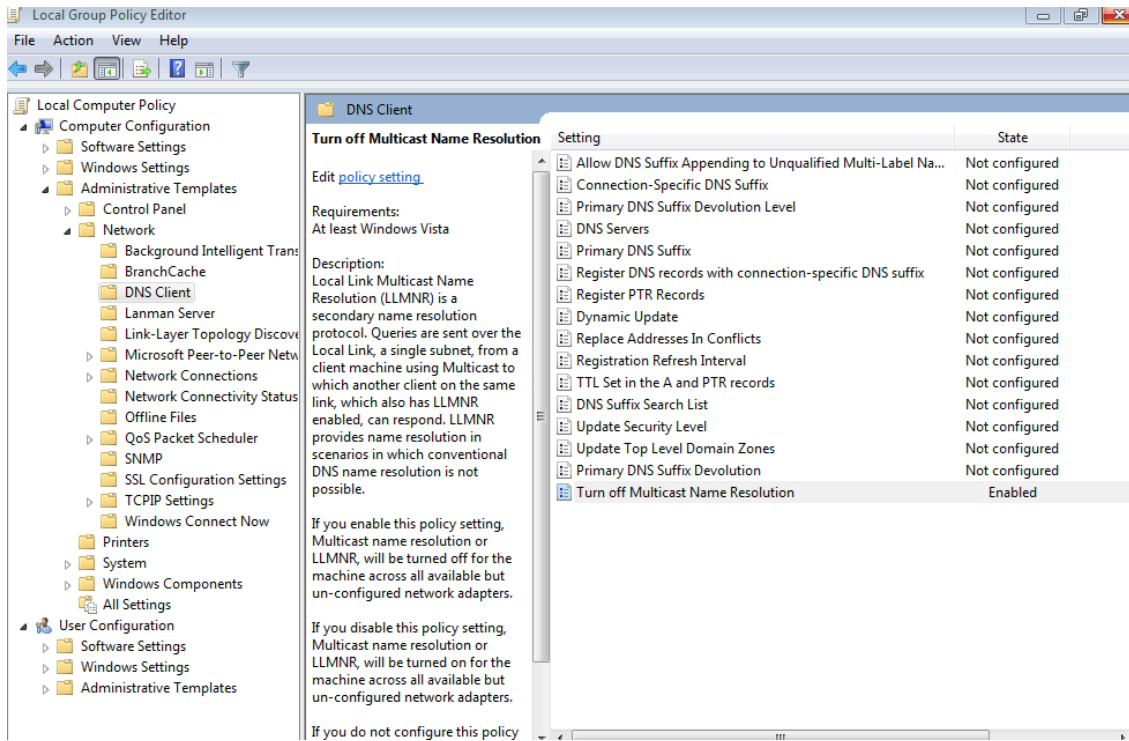 Local Group Policy Editor
File Action View Help
Local Computer Policy
Computer Configuration
Software Settings
Windows Settings
Administrative Templates
Control Panel
Network
Background Intelligent Trans
BranchCache
DNS Client
Lanman Server
Link-Layer Topology Discove
Microsoft Peer-to-Peer Netw
Network Connections
Network Connectivity Status
Offline Files
QoS Packet Scheduler
SNMP
SSL Configuration Settings
TCPIP Settings
Windows Connect Now
Printers
System
Windows Components
All Settings
User Configuration
Software Settings
Windows Settings
Administrative Templates
DNS Client
Turn off Multicast Name Resolution
Edit policy setting
Requirements:
At least Windows Vista
Description:
Local Link Multicast Name
Resolution (LLMNR) is a
secondary name resolution
protocol. Queries are sent over the
Local Link, a single subnet, from a
client machine using Multicast to
which another client on the same
link, which also has LLMNR
enabled, can respond. LLMNR
provides name resolution in
scenarios in which conventional
DNS name resolution is not
possible.
If you enable this policy setting,
Multicast name resolution or
LLMNR, will be turned off for the
machine across all available but
un-configured network adapters.
If you disable this policy setting,
Multicast name resolution or
LLMNR, will be turned on for the
machine across all available but
un-configured network adapters.
If you do not configure this policy
Setting State
Allow DNS Suffix Appending to Unqualified Multi-Label Na... Not configured
Connection-Specific DNS Suffix Not configured
Primary DNS Suffix Devolution Level Not configured
DNS Servers Not configured
Primary DNS Suffix Not configured
Register DNS records with connection-specific DNS suffix Not configured
Register PTR Records Not configured
Dynamic Update Not configured
Replace Addresses In Conflicts Not configured
Registration Refresh Interval Not configured
TTL Set in the A and PTR records Not configured
DNS Suffix Search List Not configured
Update Security Level Not configured
Update Top Level Domain Zones Not configured
Primary DNS Suffix Devolution Not configured
Turn off Multicast Name Resolution Enabled